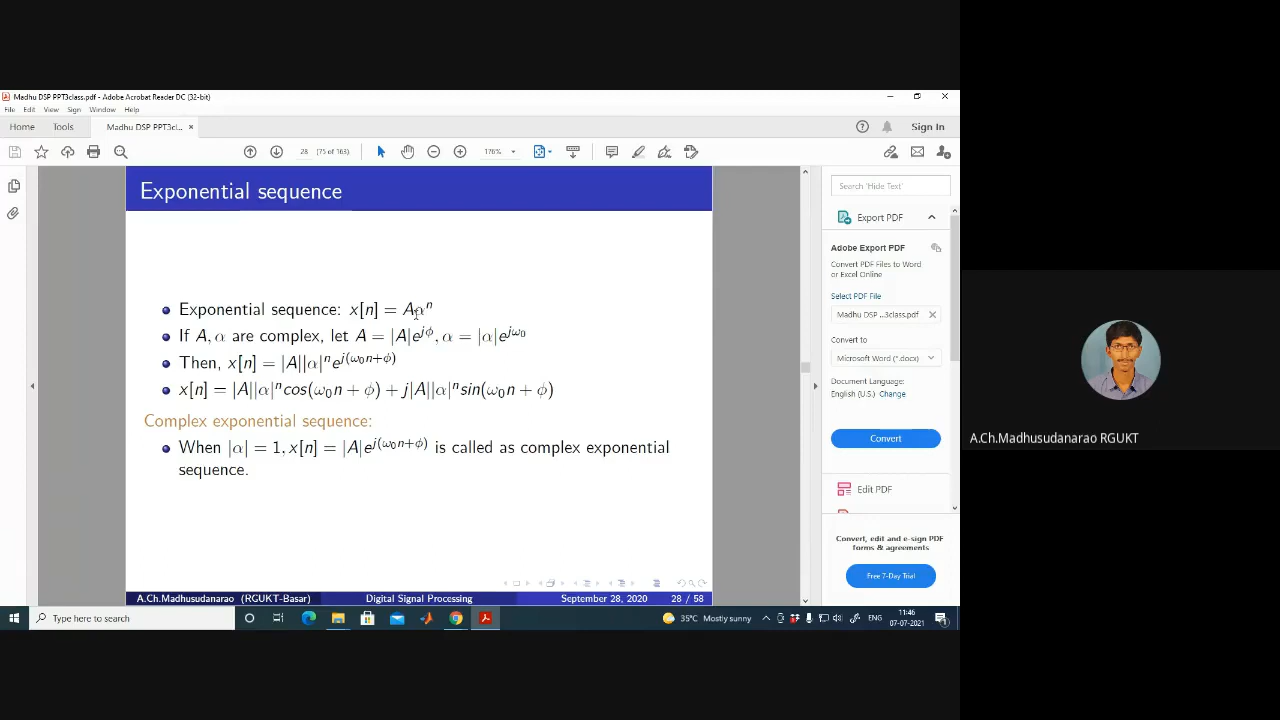 Madhu DSP PPT3class.pdf - Adobe Acrobat Reader DC (32-bit)
File Edit View Sign Window Help
Home Tools Madhu DSP PPT3cl... × Sign In
28 (75 of 163) 176%
Exponential sequence
Exponential sequence: x[n] = Aαⁿ
If A, α are complex, let A = |A|e^{jϕ}, α = |α|e^{jω₀}
Then, x[n] = |A||α|ⁿe^{j(ω₀n+ϕ)}
x[n] = |A||α|ⁿcos(ω₀n + ϕ) + j|A||α|ⁿsin(ω₀n + ϕ)
Complex exponential sequence:
When |α| = 1, x[n] = |A|e^{j(ω₀n+ϕ)} is called as complex exponential
sequence.
A.Ch.Madhusudanarao (RGUKT-Basar) Digital Signal Processing September 28, 2020 28 / 58
Search 'Hide Text'
Export PDF
Adobe Export PDF
Convert PDF Files to Word
or Excel Online
Select PDF File
Madhu DSP ...3class.pdf
Convert to
Microsoft Word (*.docx)
Document Language:
English (U.S.) Change
Convert
Edit PDF
Convert, edit and e-sign PDF
forms & agreements
Free 7-Day Trial
Type here to search
35°C Mostly sunny ENG 11:46
07-07-2021
A.Ch.Madhusudanarao RGUKT